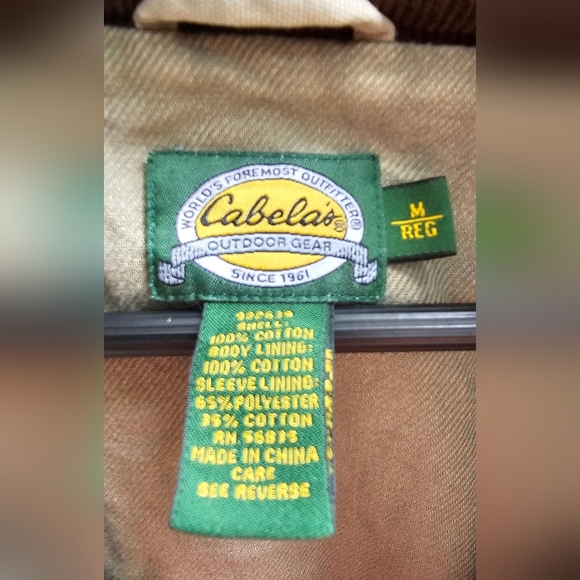 WORLD'S FOREMOST OUTFITTER®
Cabela's®
OUTDOOR GEAR
SINCE 1961
M
REG
SHELL:
100% COTTON
BODY LINING:
100% COTTON
SLEEVE LINING:
65% POLYESTER
35% COTTON
RN 56835
MADE IN CHINA
CARE
SEE REVERSE